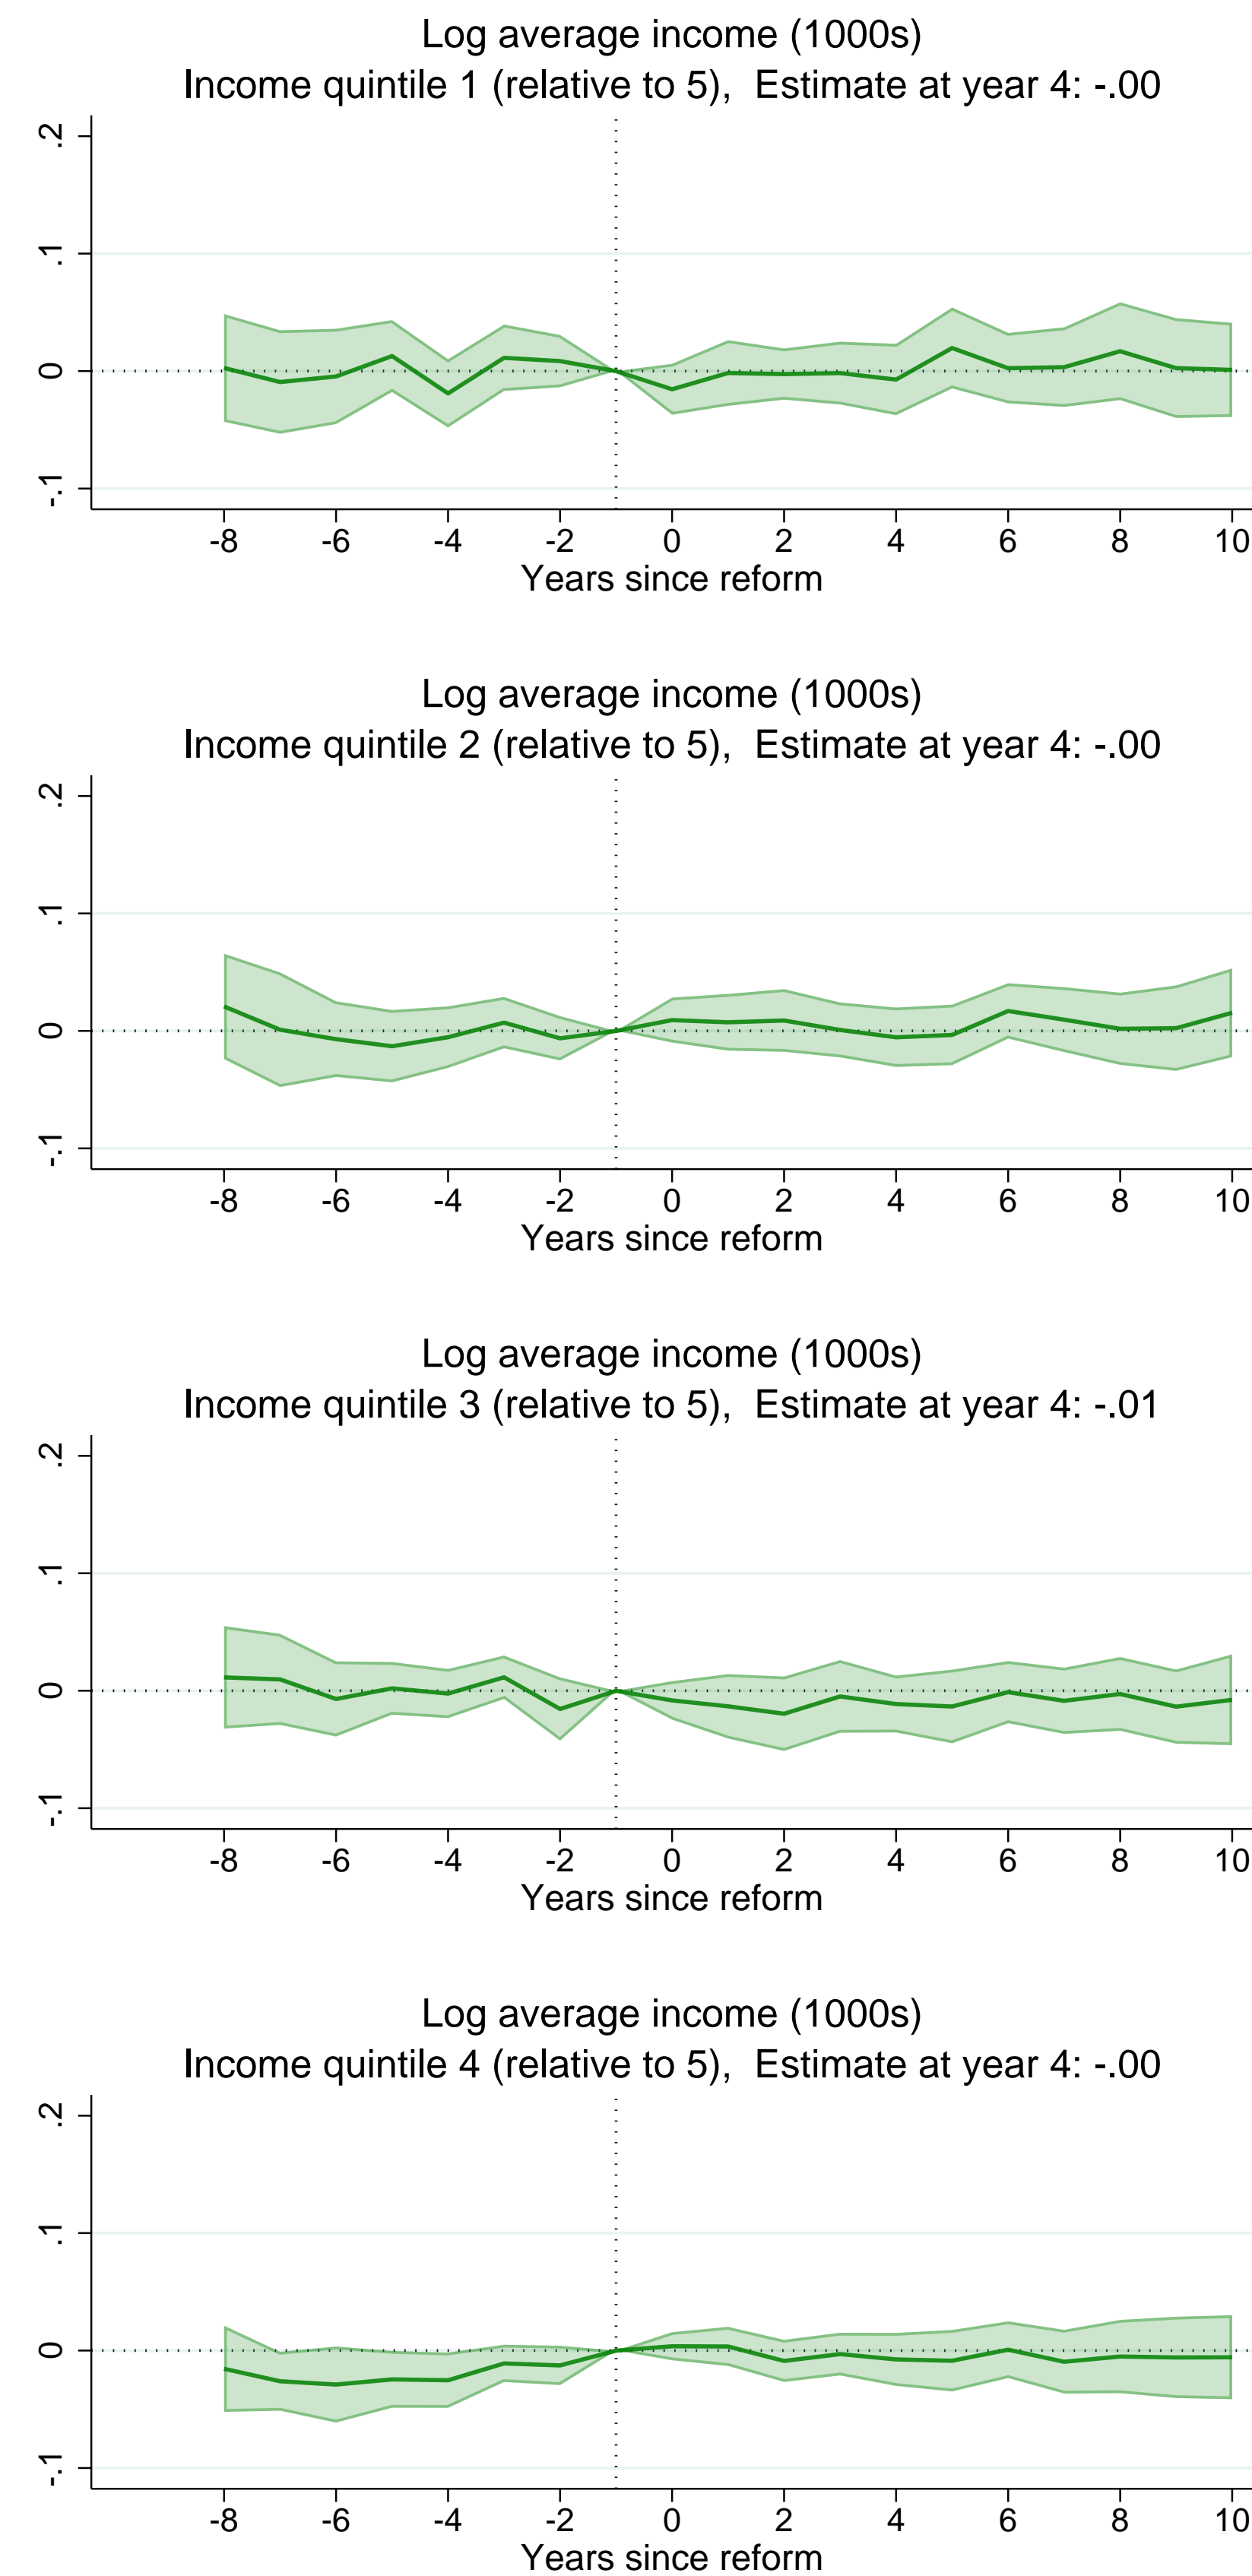 Log average income (1000s)
Income quintile 1 (relative to 5),  Estimate at year 4: -.00
.2
.1
0
-.1
-8 -6 -4 -2 0 2 4 6 8 10
Years since reform
Log average income (1000s)
Income quintile 2 (relative to 5),  Estimate at year 4: -.00
.2
.1
0
-.1
-8 -6 -4 -2 0 2 4 6 8 10
Years since reform
Log average income (1000s)
Income quintile 3 (relative to 5),  Estimate at year 4: -.01
.2
.1
0
-.1
-8 -6 -4 -2 0 2 4 6 8 10
Years since reform
Log average income (1000s)
Income quintile 4 (relative to 5),  Estimate at year 4: -.00
.2
.1
0
-.1
-8 -6 -4 -2 0 2 4 6 8 10
Years since reform